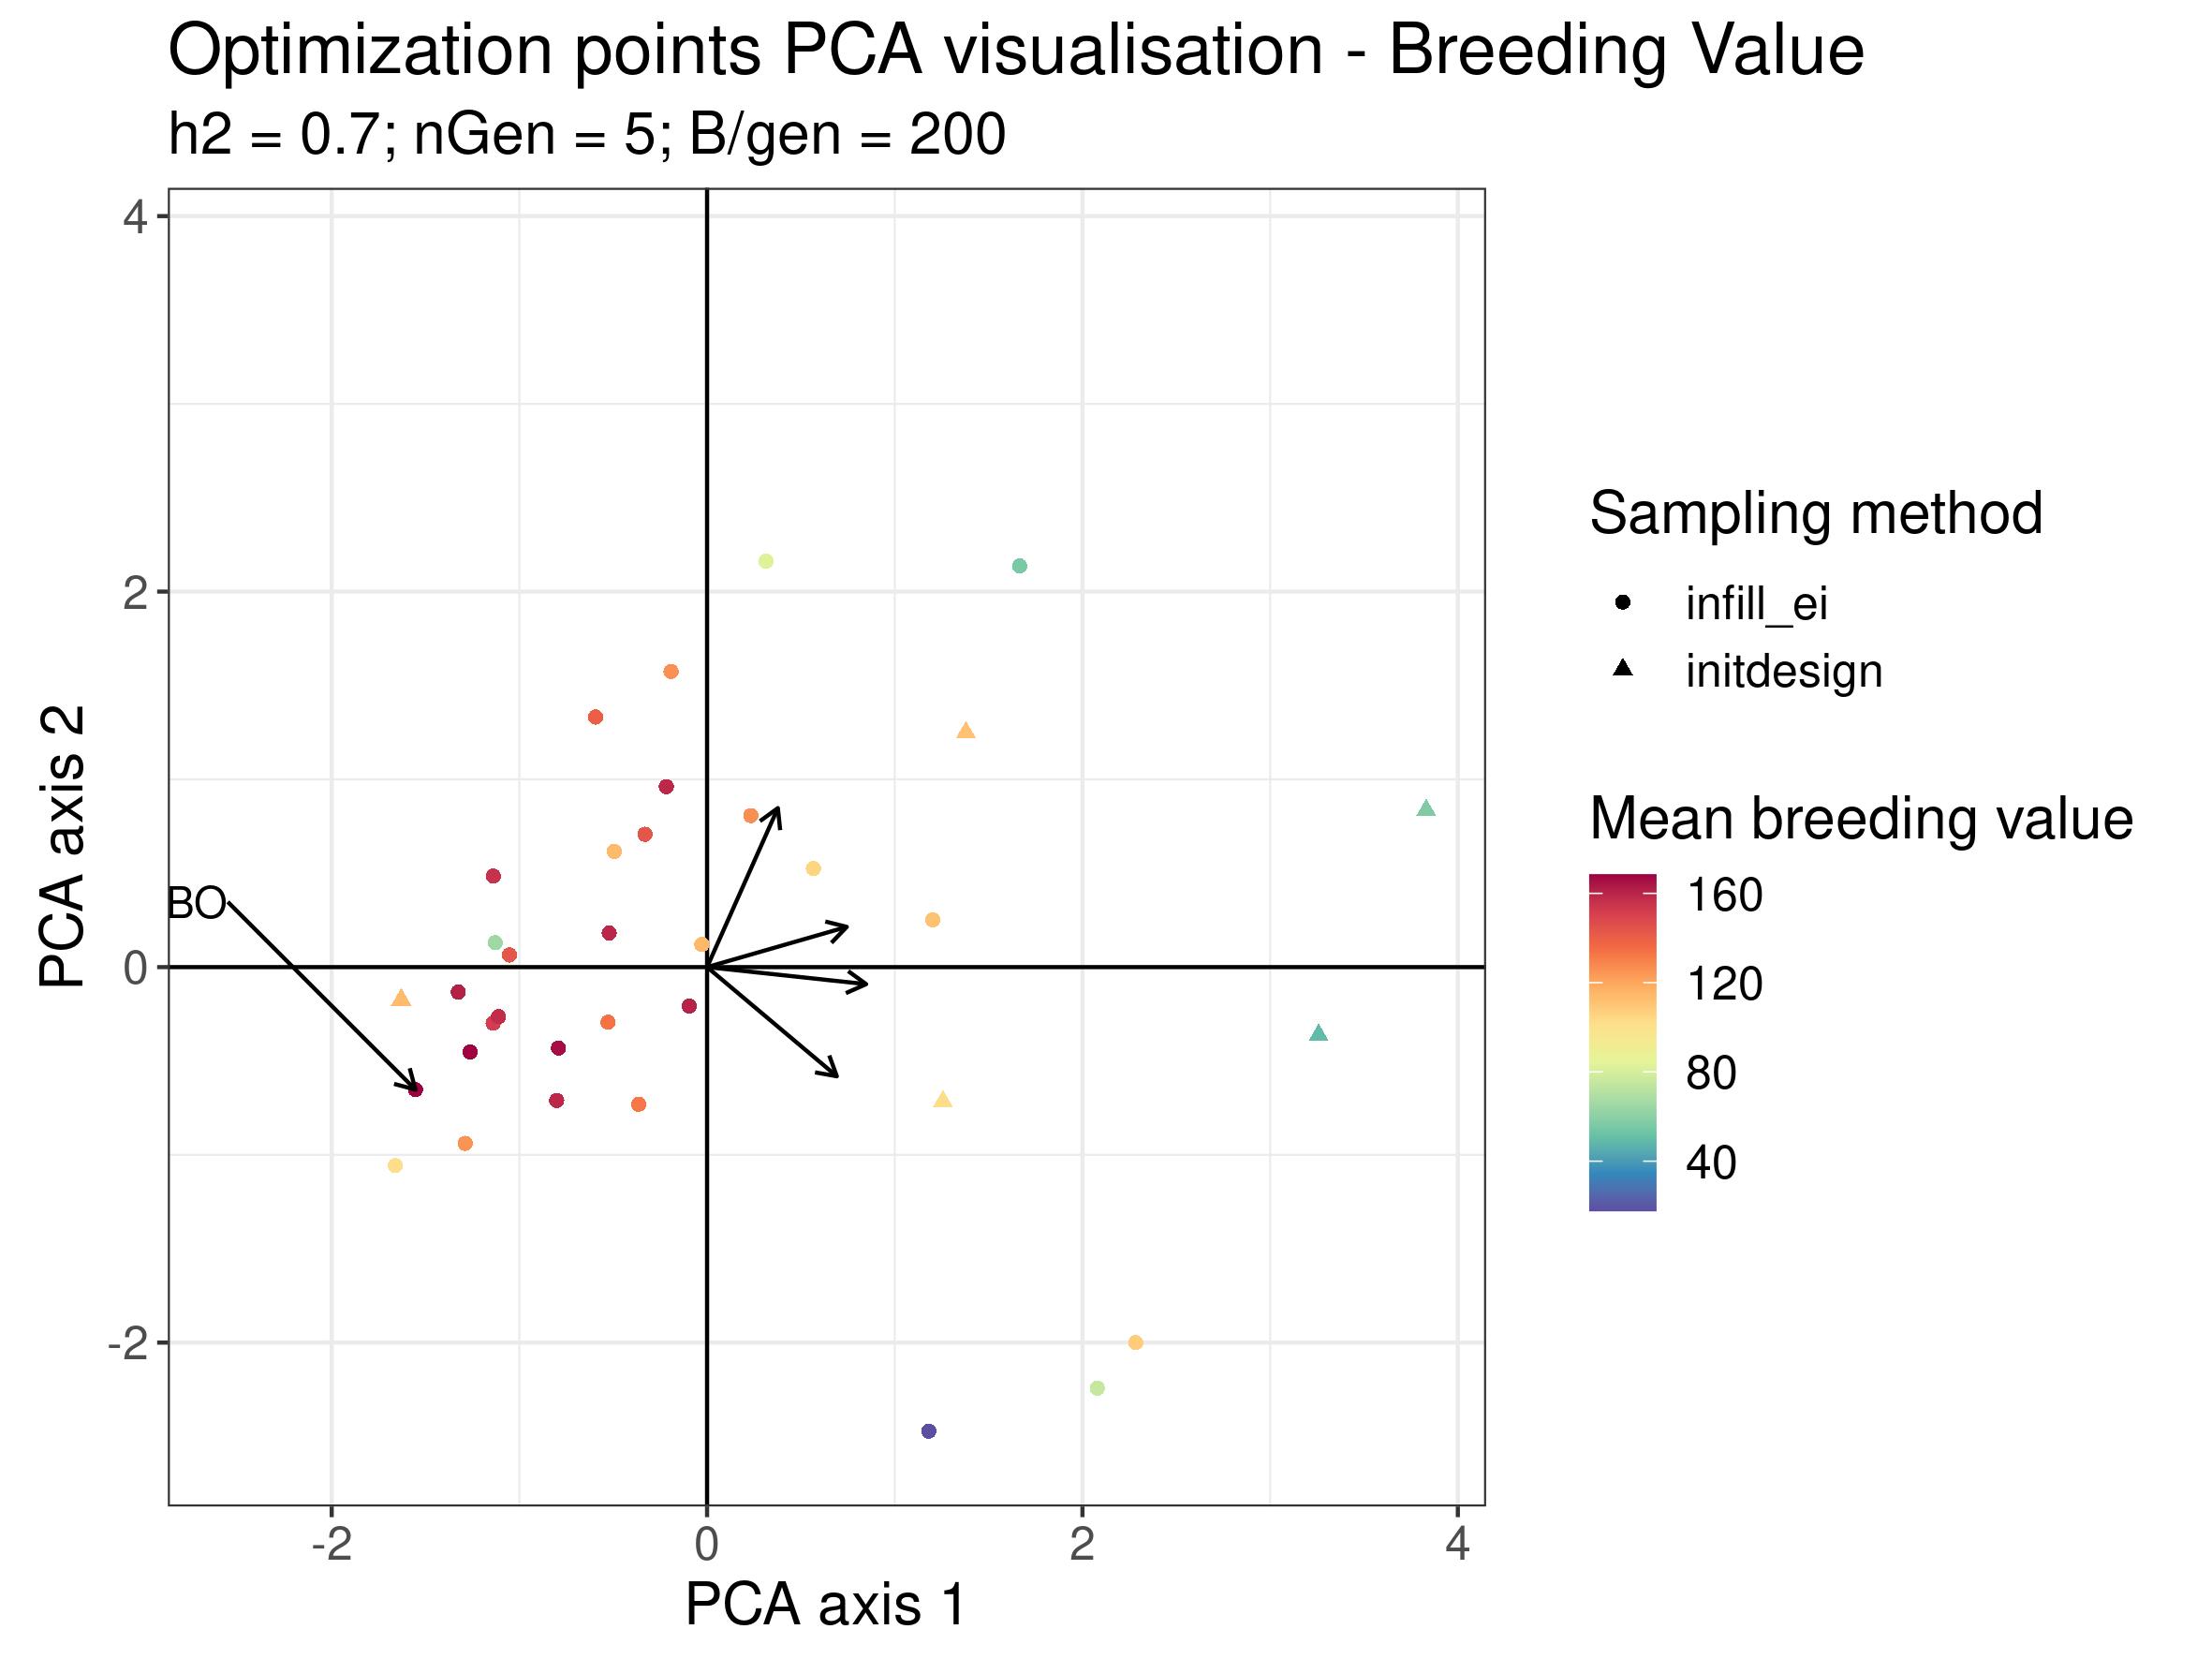 Optimization points PCA visualisation - Breeding Value
h2 = 0.7; nGen = 5; B/gen = 200
4
2
0
-2
PCA axis 2
BO
-2
0
2
4
PCA axis 1
Sampling method
infill_ei
initdesign
Mean breeding value
160
120
80
40